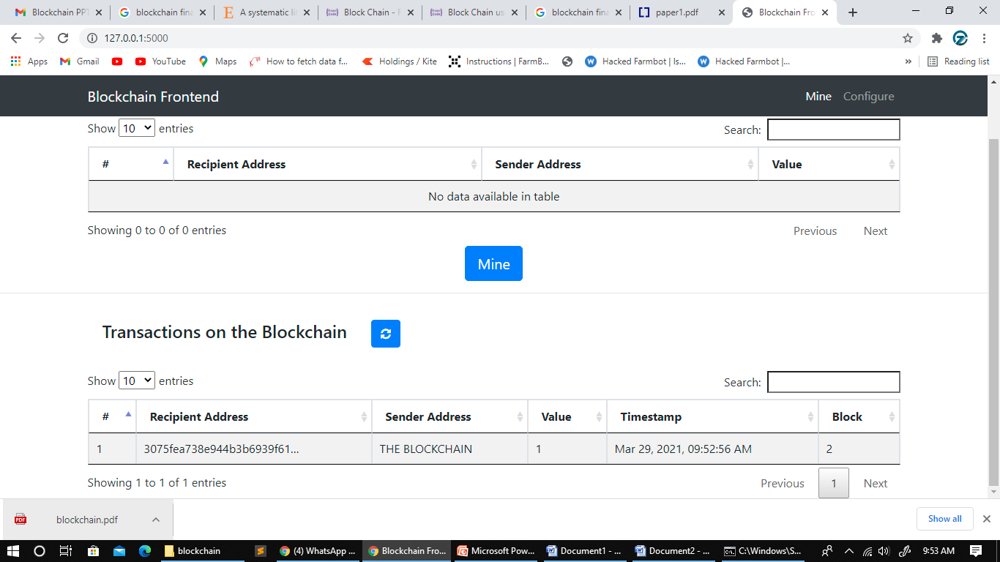 Blockchain PPT
blockchain fina
A systematic lit
Block Chain - F
Block Chain us
blockchain fina
paper1.pdf
Blockchain Fro
127.0.0.1:5000
Apps Gmail YouTube Maps How to fetch data f... Holdings / Kite Instructions | FarmB... Hacked Farmbot | Is... Hacked Farmbot |... » Reading list
Blockchain Frontend Mine Configure
Show 10 entries Search:
# Recipient Address Sender Address Value
No data available in table
Showing 0 to 0 of 0 entries Previous Next
Mine
Transactions on the Blockchain
Show 10 entries Search:
# Recipient Address Sender Address Value Timestamp Block
1 3075fea738e944b3b6939f61... THE BLOCKCHAIN 1 Mar 29, 2021, 09:52:56 AM 2
Showing 1 to 1 of 1 entries Previous 1 Next
PDF blockchain.pdf Show all
blockchain (4) WhatsApp ... Blockchain Fro... Microsoft Pow... Document1 - ... Document2 - ... C:\Windows\S... 9:53 AM